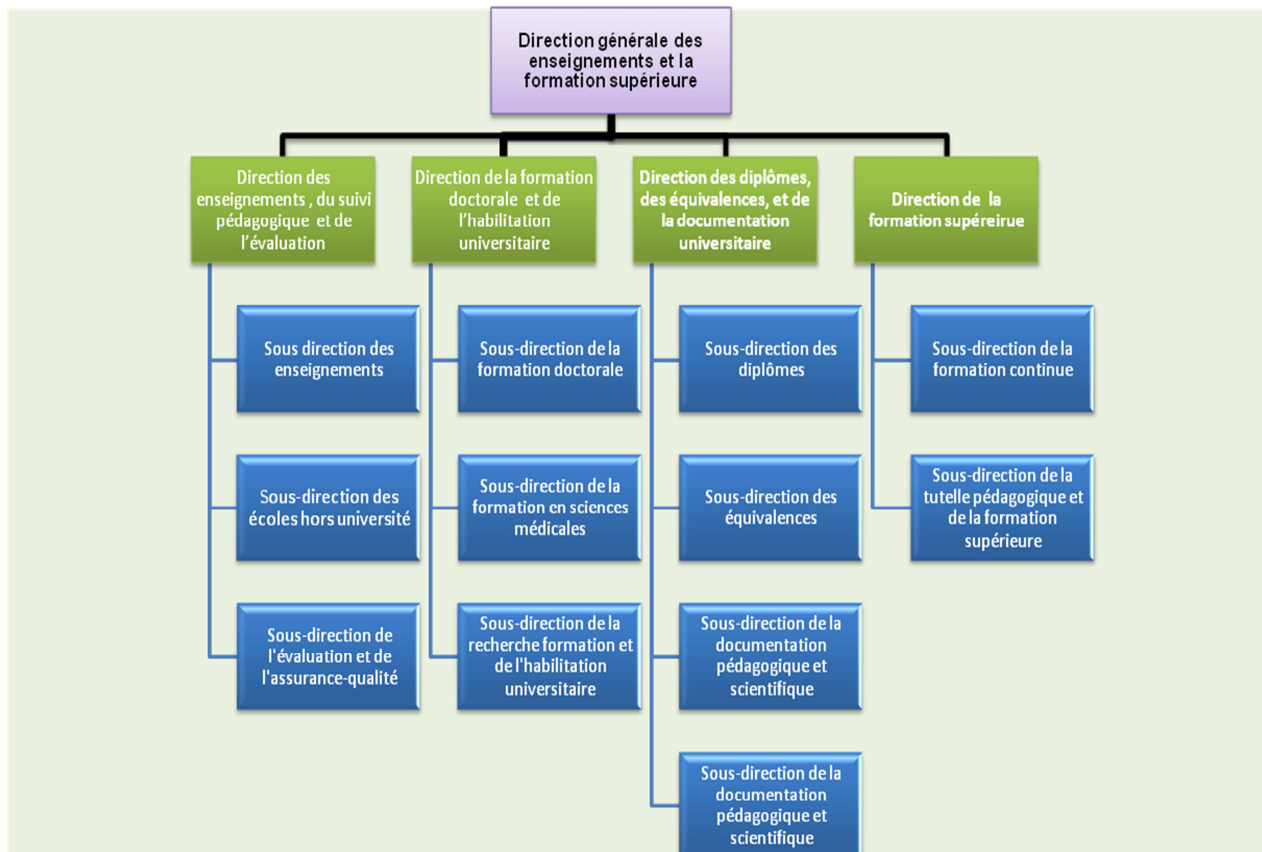 Direction générale des
enseignements et la
formation supérieure
Direction des
enseignements , du suivi
pédagogique et de
l'évaluation
Direction de la formation
doctorale et de
l'habilitation
universitaire
Direction des diplômes,
des équivalences, et de
la documentation
universitaire
Direction de la
formation supéreirue
Sous direction des
enseignements
Sous-direction de la
formation doctorale
Sous-direction des
diplômes
Sous-direction de la
formation continue
Sous-direction des
écoles hors université
Sous-direction de la
formation en sciences
médicales
Sous-direction des
équivalences
Sous-direction de la
tutelle pédagogique et
de la formation
supérieure
Sous-direction de
l'évaluation et de
l'assurance-qualité
Sous-direction de la
recherche formation et
de l'habilitation
universitaire
Sous-direction de la
documentation
pédagogique et
scientifique
Sous-direction de la
documentation
pédagogique et
scientifique